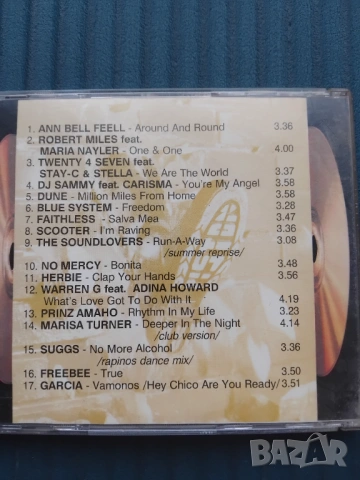 1. ANN BELL FEELL - Around And Round 3.36
2. ROBERT MILES feat.
MARIA NAYLER - One & One 4.00
3. TWENTY 4 SEVEN feat.
STAY-C & STELLA - We Are The World 3.37
4. DJ SAMMY feat. CARISMA - You're My Angel 3.58
5. DUNE - Million Miles From Home 3.58
6. BLUE SYSTEM - Freedom 3.28
7. FAITHLESS - Salva Mea 3.57
8. SCOOTER - I'm Raving 3.36
9. THE SOUNDLOVERS - Run-A-Way 3.08
/summer reprise/
10. NO MERCY - Bonita 3.48
11. HERBIE - Clap Your Hands 3.56
12. WARREN G feat. ADINA HOWARD
What's Love Got To Do With It 4.19
13. PRINZ AMAHO - Rhythm In My Life 3.23
14. MARISA TURNER - Deeper In The Night 4.14
/club version/
15. SUGGS - No More Alcohol 3.36
/rapinos dance mix/
16. FREEBEE - True 3.50
17. GARCIA - Vamonos /Hey Chico Are You Ready/ 3.51
BAZAR